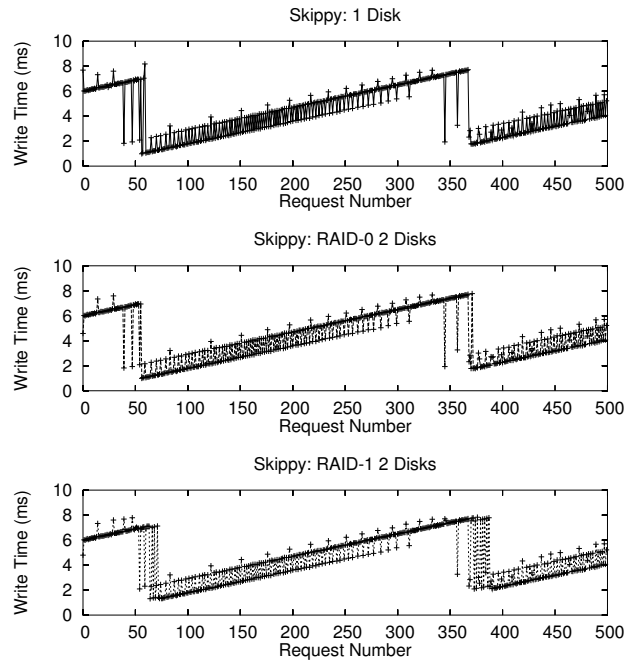 Skippy: 1 Disk
10
8
6
4
2
0
Write Time (ms)
0 50 100 150 200 250 300 350 400 450 500
Request Number
Skippy: RAID-0 2 Disks
10
8
6
4
2
0
Write Time (ms)
0 50 100 150 200 250 300 350 400 450 500
Request Number
Skippy: RAID-1 2 Disks
10
8
6
4
2
0
Write Time (ms)
0 50 100 150 200 250 300 350 400 450 500
Request Number